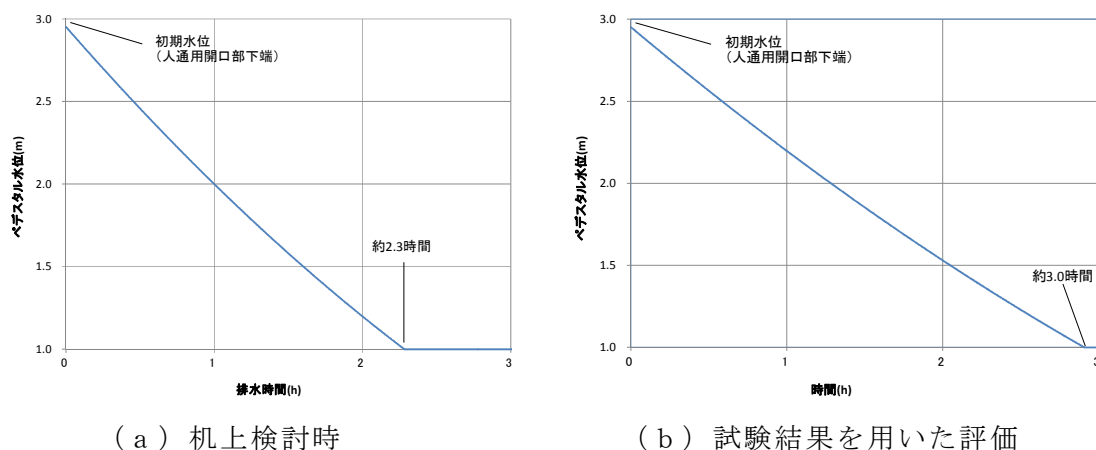 3.0
2.5
2.0
1.5
1.0
ペデスタル水位(m)
初期水位
（人通用開口部下端）
約2.3時間
0
1
2
3
排水時間(h)
（ａ）机上検討時
3.0
2.5
2.0
1.5
1.0
ペデスタル水位(m)
初期水位
（人通用開口部下端）
約3.0時間
0
1
2
3
時間(h)
（ｂ）試験結果を用いた評価